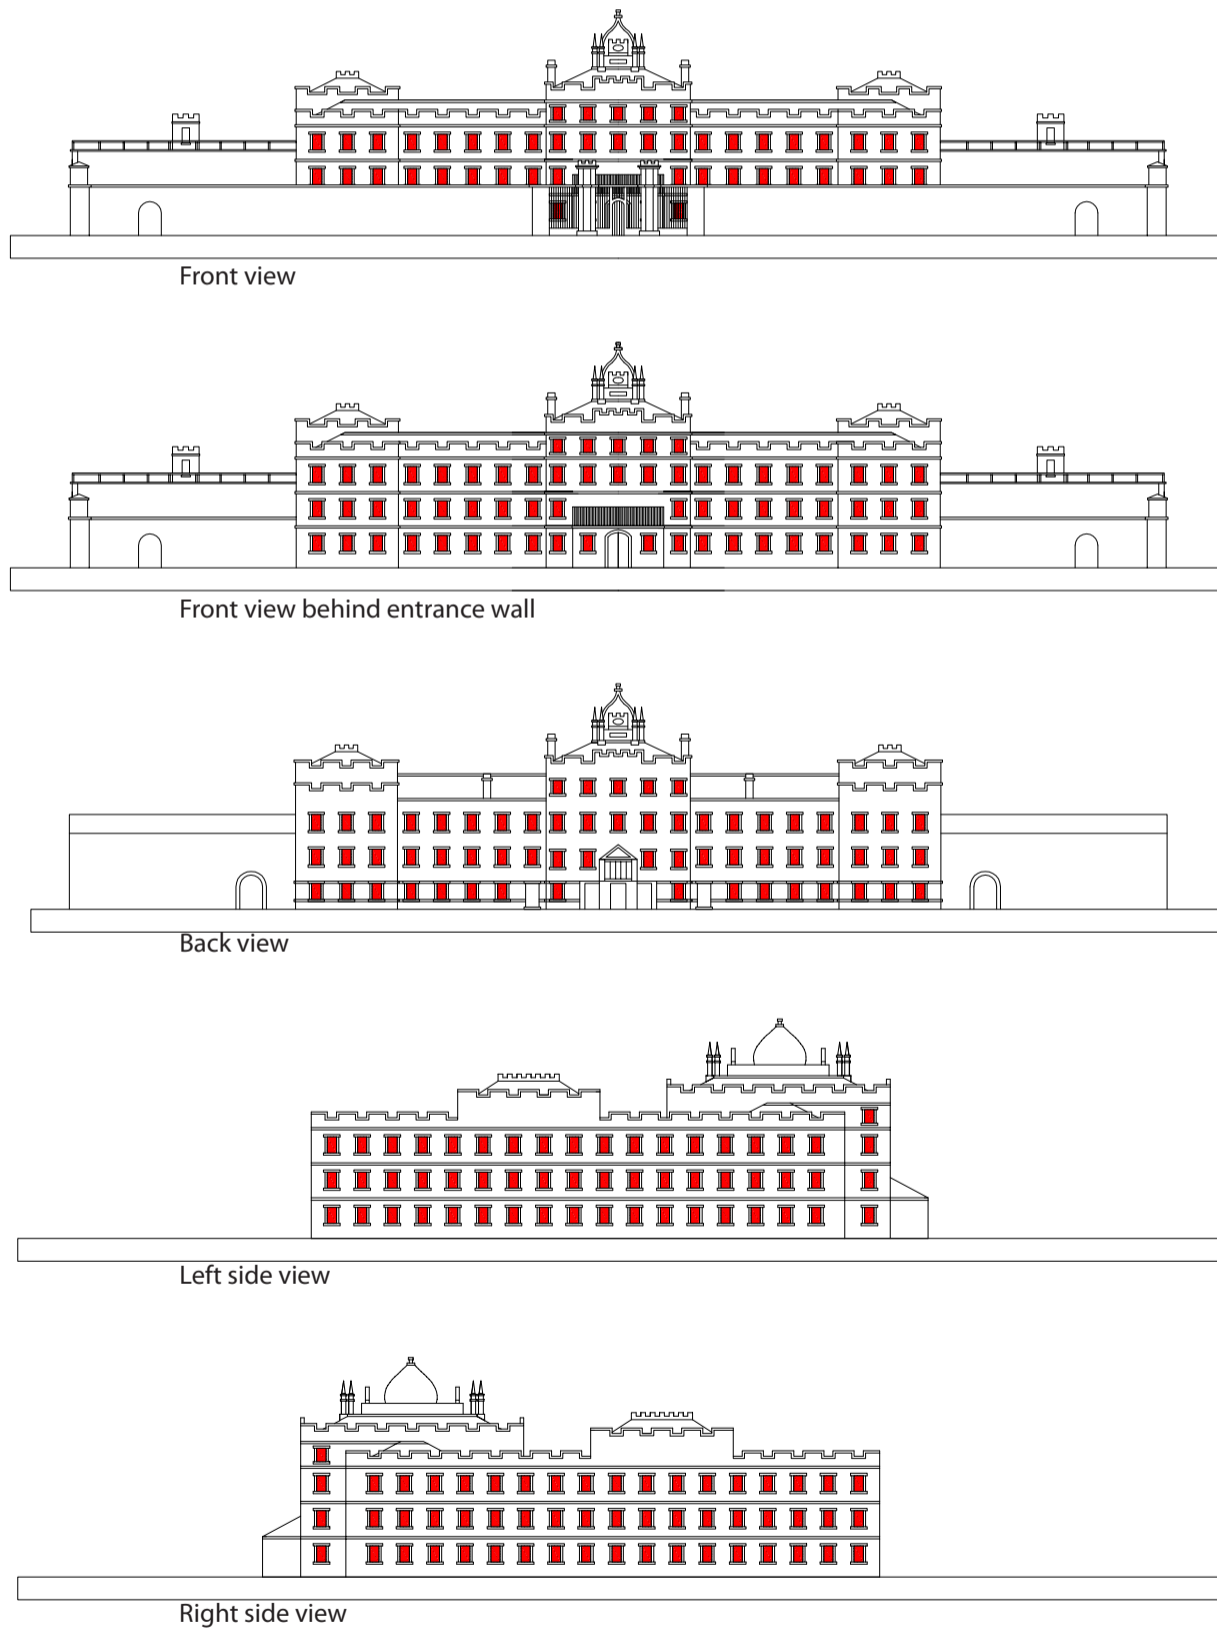 Front view
Front view behind entrance wall
Back view
Left side view
Right side view